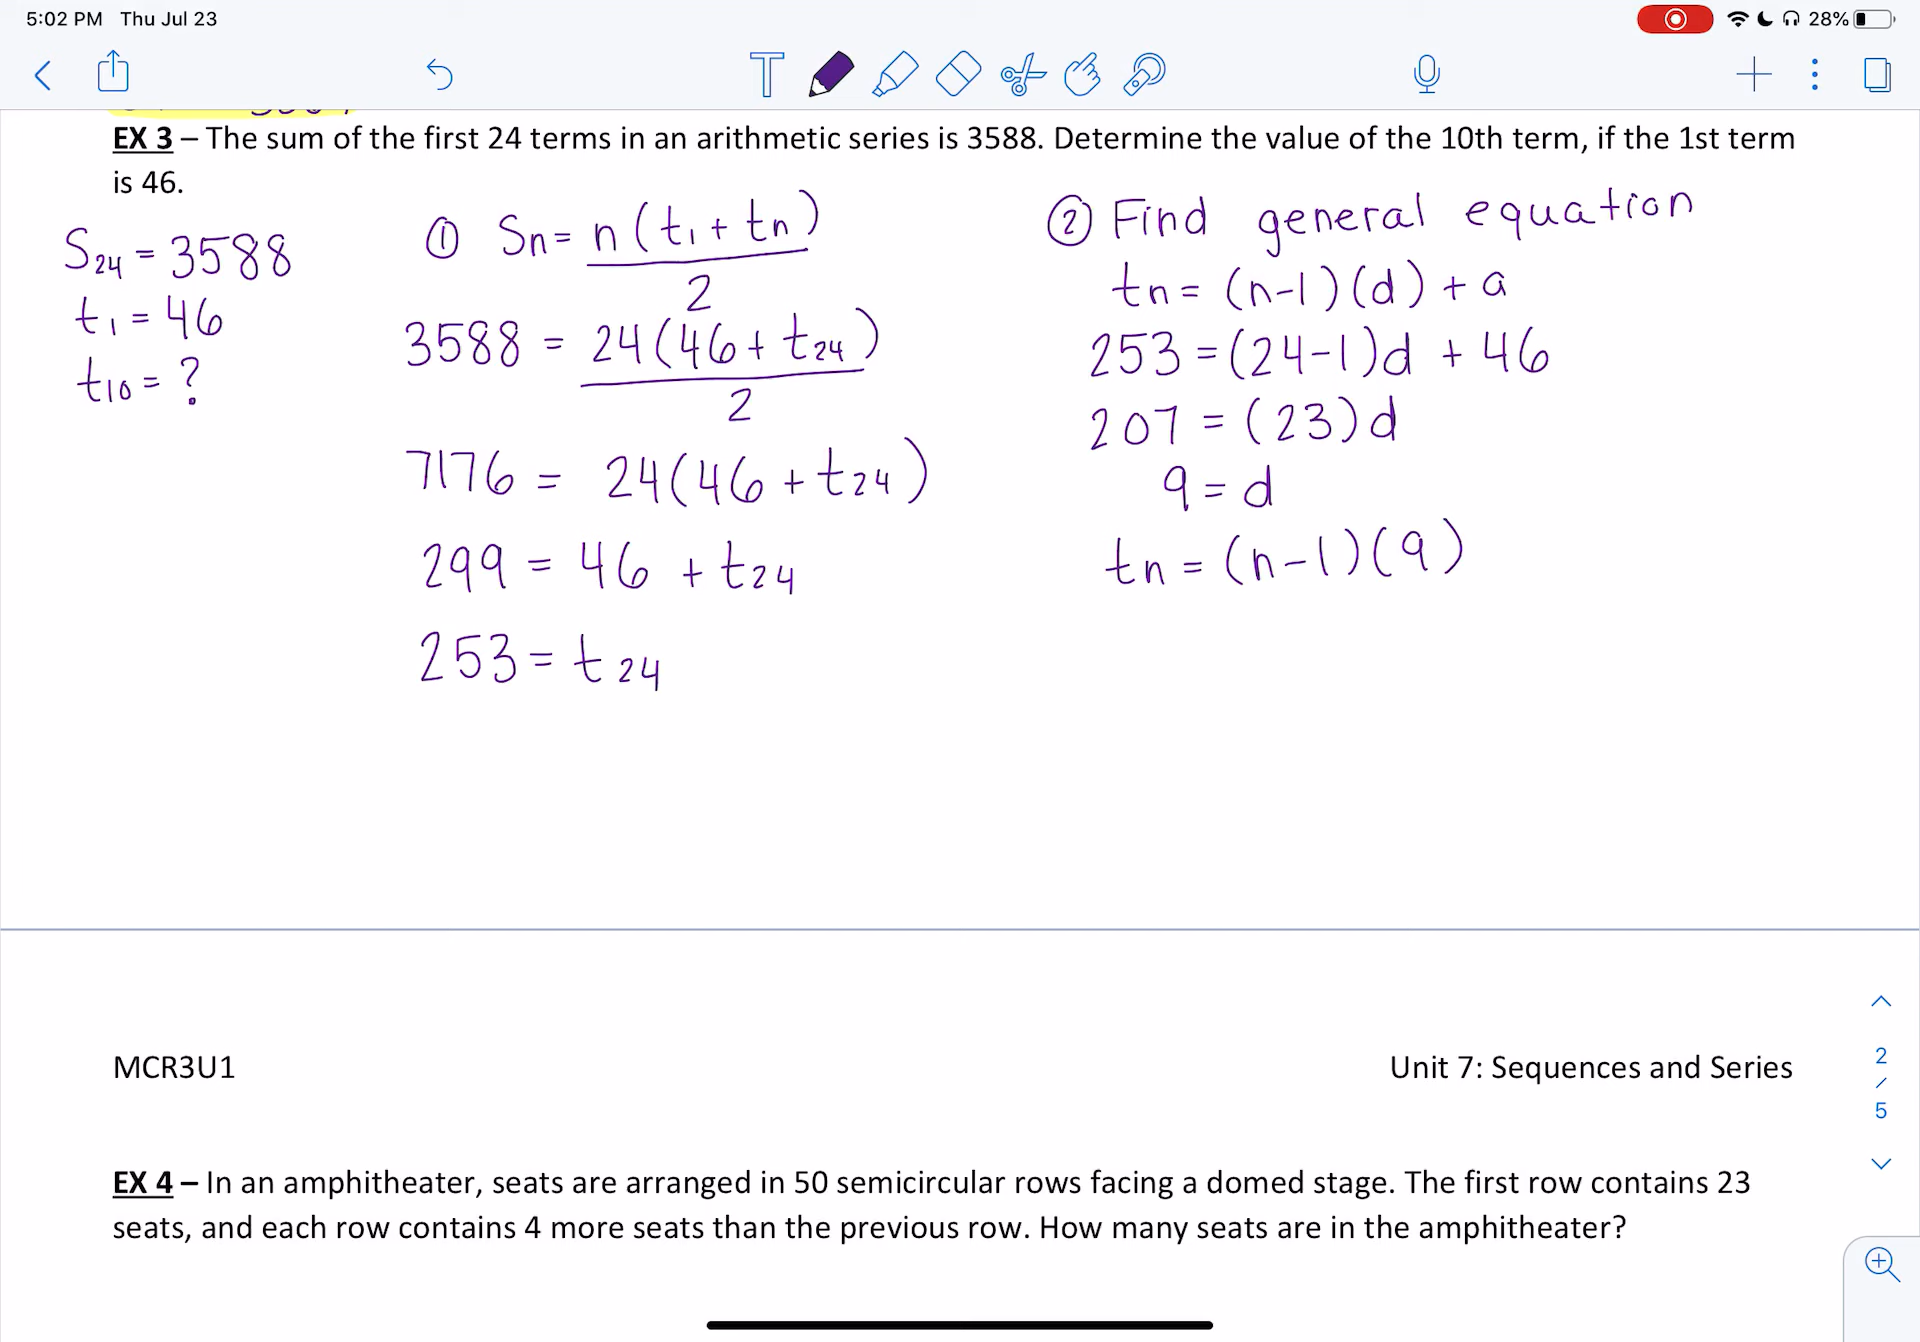 5:02 PM Thu Jul 23
28%
EX 3 – The sum of the first 24 terms in an arithmetic series is 3588. Determine the value of the 10th term, if the 1st term
is 46.
S24 = 3588
t1 = 46
t10 = ?
① Sn = n(t1 + tn)
2
3588 = 24(46 + t24)
2
7176 = 24(46 + t24)
299 = 46 + t24
253 = t24
② Find general equation
tn = (n-1)(d) + a
253 = (24-1)d + 46
207 = (23)d
9 = d
tn = (n-1)(9)
MCR3U1
Unit 7: Sequences and Series
2
/
5
EX 4 – In an amphitheater, seats are arranged in 50 semicircular rows facing a domed stage. The first row contains 23
seats, and each row contains 4 more seats than the previous row. How many seats are in the amphitheater?